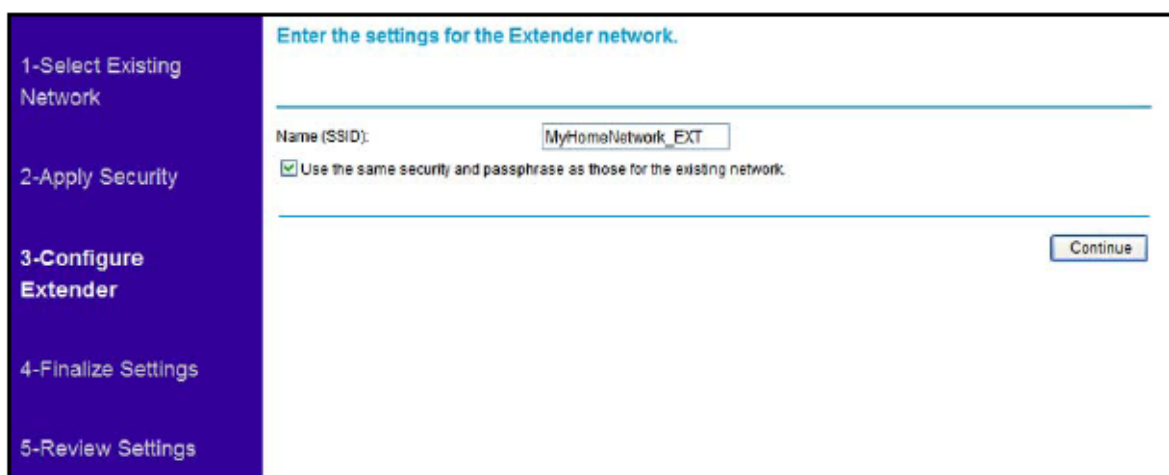 1-Select Existing
Network
2-Apply Security
3-Configure
Extender
4-Finalize Settings
5-Review Settings
Enter the settings for the Extender network.
Name (SSID):
MyHomeNetwork_EXT
Use the same security and passphrase as those for the existing network.
Continue